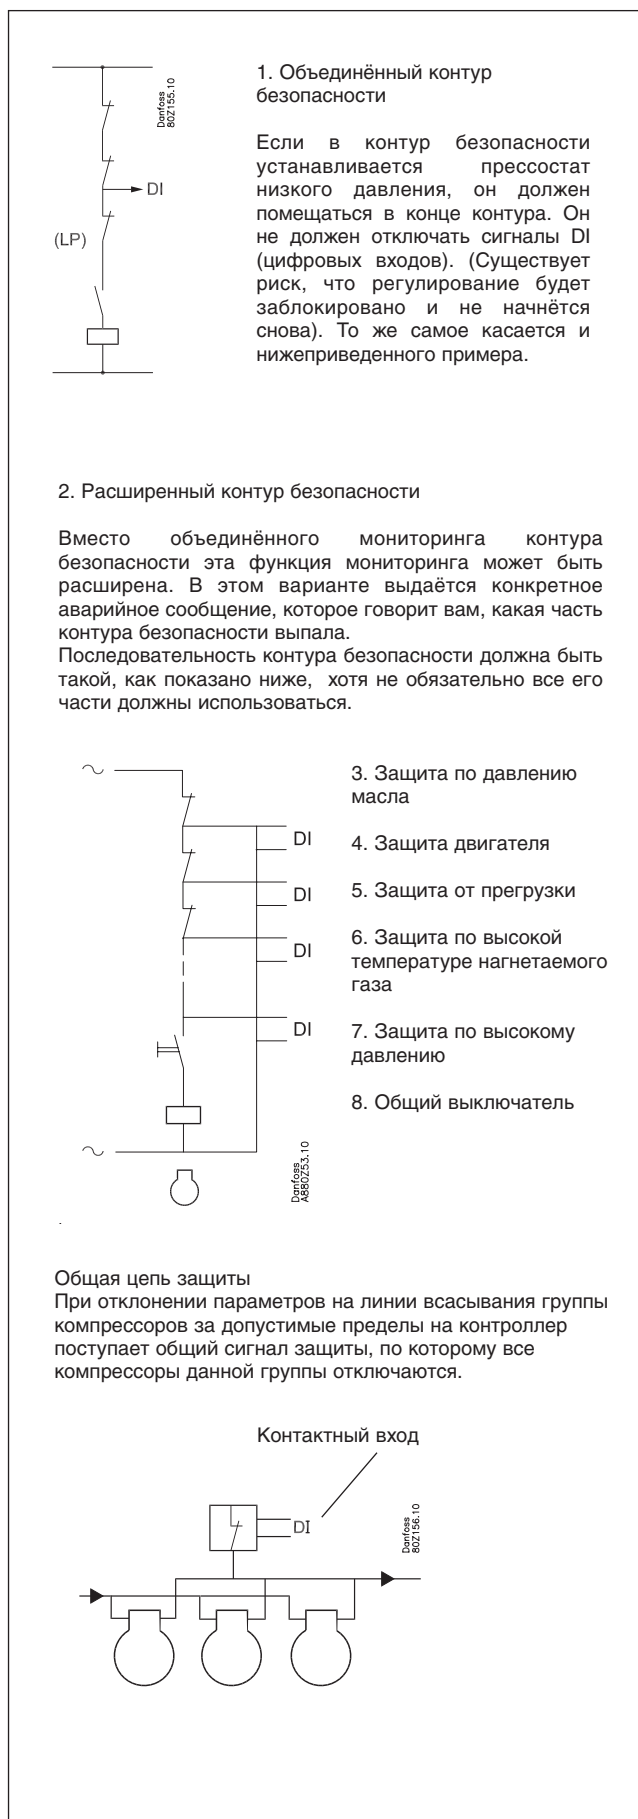 Danfoss
80Z155.10
DI
(LP)
1. Объединённый контур
безопасности
Если в контур безопасности
устанавливается прессостат
низкого давления, он должен
помещаться в конце контура. Он
не должен отключать сигналы DI
(цифровых входов). (Существует
риск, что регулирование будет
заблокировано и не начнётся
снова). То же самое касается и
нижеприведенного примера.
2. Расширенный контур безопасности
Вместо объединённого мониторинга контура
безопасности эта функция мониторинга может быть
расширена. В этом варианте выдаётся конкретное
аварийное сообщение, которое говорит вам, какая часть
контура безопасности выпала.
Последовательность контура безопасности должна быть
такой, как показано ниже, хотя не обязательно все его
части должны использоваться.
DI
DI
DI
DI
Danfoss
A880Z53.10
3. Защита по давлению
масла
4. Защита двигателя
5. Защита от прегрузки
6. Защита по высокой
температуре нагнетаемого
газа
7. Защита по высокому
давлению
8. Общий выключатель
Общая цепь защиты
При отклонении параметров на линии всасывания группы
компрессоров за допустимые пределы на контроллер
поступает общий сигнал защиты, по которому все
компрессоры данной группы отключаются.
Контактный вход
DI
Danfoss
80Z156.10